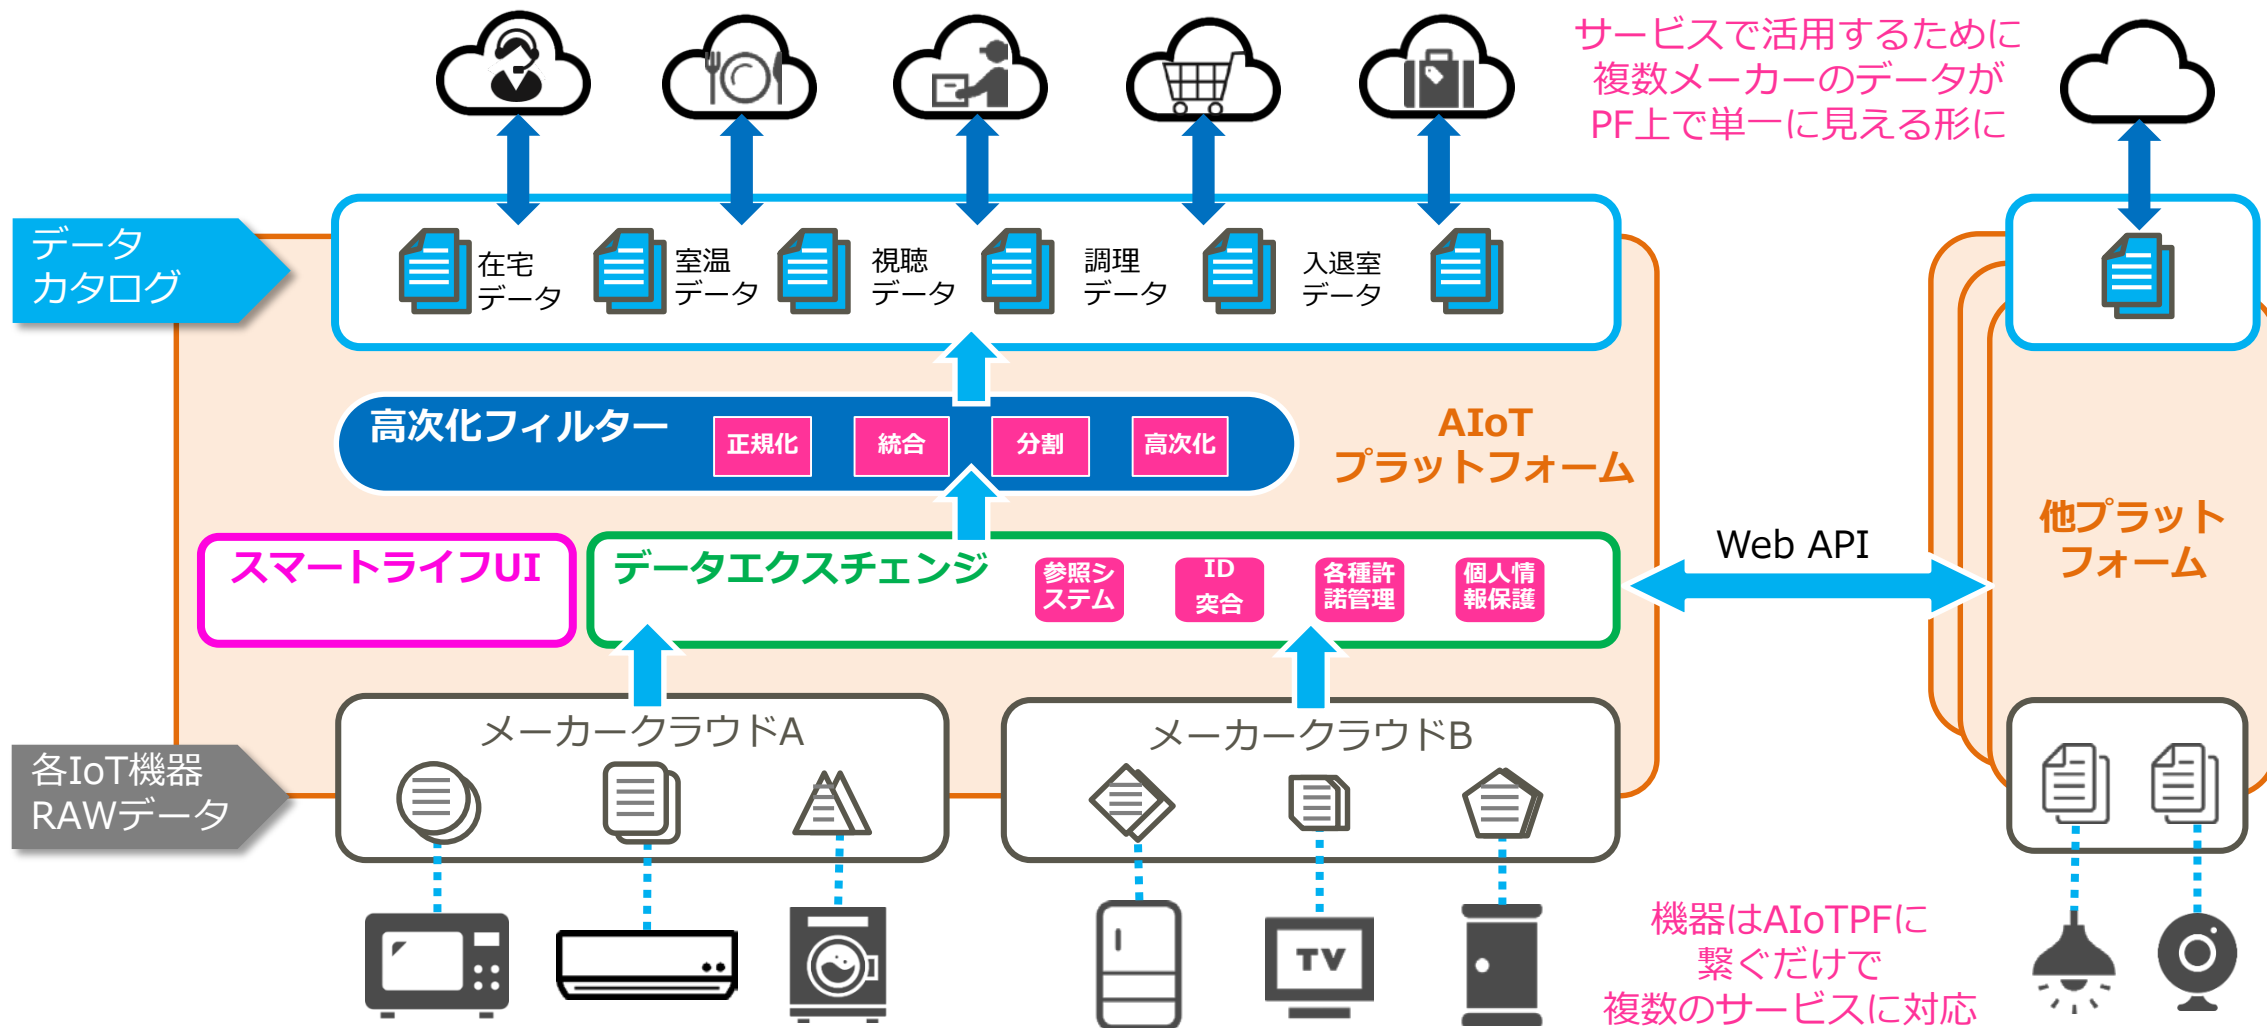 サービスで活用するために
複数メーカーのデータが
PF上で単一に見える形に
データ
カタログ
在宅
データ
室温
データ
視聴
データ
調理
データ
入退室
データ
高次化フィルター
正規化
統合
分割
高次化
AIoT
プラットフォーム
スマートライフUI
データエクスチェンジ
参照シ
ステム
ID
突合
各種許
諾管理
個人情
報保護
Web API
他プラット
フォーム
メーカークラウドA
メーカークラウドB
各IoT機器
RAWデータ
TV
機器はAIoTPFに
繋ぐだけで
複数のサービスに対応